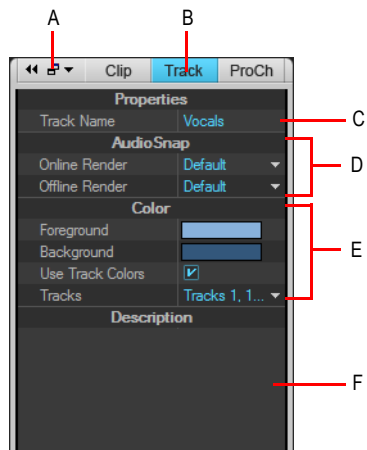 A B
Clip Track ProCh
Properties
Track Name Vocals C
AudioSnap
Online Render Default D
Offline Render Default
Color
Foreground
Background E
Use Track Colors
Tracks Tracks 1, 1...
Description
F